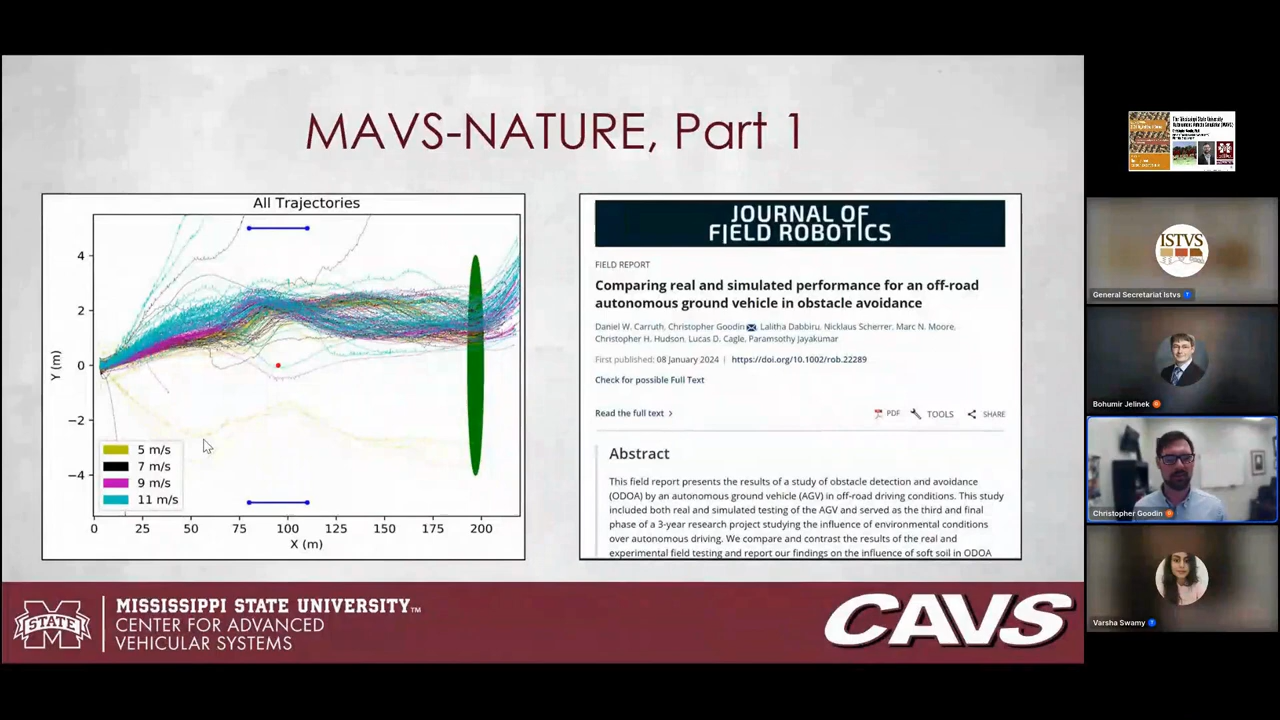 MAVS-NATURE, Part 1
All Trajectories
Y (m)
4
2
0
−2
−4
5 m/s
7 m/s
9 m/s
11 m/s
0 25 50 75 100 125 150 175 200
X (m)
JOURNAL OF
FIELD ROBOTICS
FIELD REPORT
Comparing real and simulated performance for an off-road
autonomous ground vehicle in obstacle avoidance
Daniel W. Carruth, Christopher Goodin, Lalitha Dabbiru, Nicklaus Scherrer, Marc N. Moore,
Christopher H. Hudson, Lucas D. Cagle, Paramsothy Jayakumar
First published: 08 January 2024 | https://doi.org/10.1002/rob.22289
Check for possible Full Text
Read the full text >
PDF TOOLS SHARE
Abstract
This field report presents the results of a study of obstacle detection and avoidance
(ODOA) by an autonomous ground vehicle (AGV) in off-road driving conditions. This study
included both real and simulated testing of the AGV and served as the third and final
phase of a 3-year research project studying the influence of environmental conditions
over autonomous driving. We compare and contrast the results of the real and
experimental field testing and report our findings on the influence of soft soil in ODOA
STATE
MISSISSIPPI STATE UNIVERSITY™
CENTER FOR ADVANCED
VEHICULAR SYSTEMS
CAVS
ISTVS
General Secretariat Istvs
Bohumir Jelinek
Christopher Goodin
Varsha Swamy